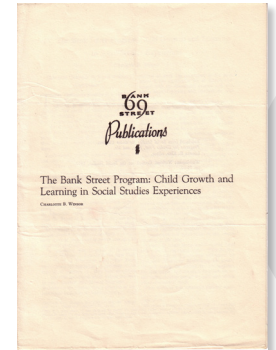 BANK
69
STREET
Publications
The Bank Street Program: Child Growth and
Learning in Social Studies Experiences
CHARLOTTE B. WINSOR